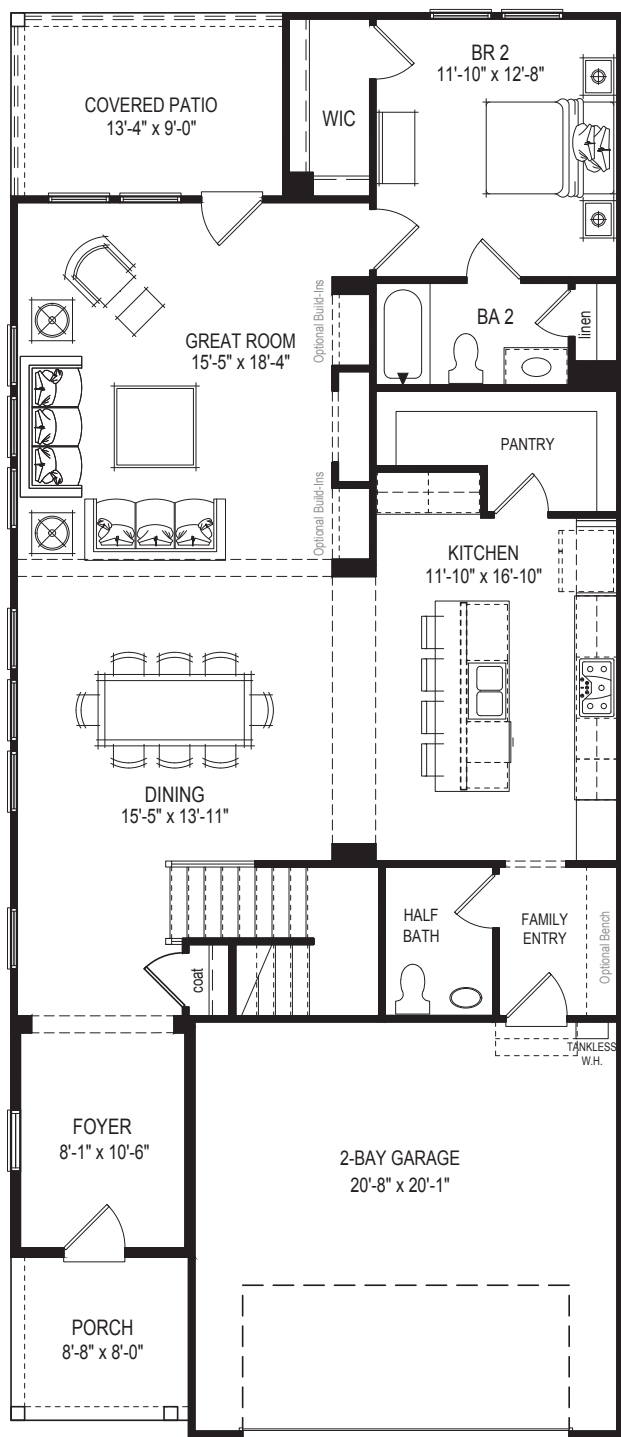 BR 2
11'-10" x 12'-8"
COVERED PATIO
13'-4" x 9'-0"
WIC
Optional Build-Ins
BA 2
linen
GREAT ROOM
15'-5" x 18'-4"
PANTRY
Optional Build-Ins
KITCHEN
11'-10" x 16'-10"
DINING
15'-5" x 13'-11"
HALF
BATH
FAMILY
ENTRY
Optional Bench
coat
TANKLESS
W.H.
FOYER
8'-1" x 10'-6"
2-BAY GARAGE
20'-8" x 20'-1"
PORCH
8'-8" x 8'-0"